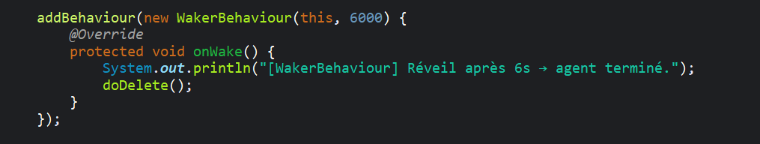 addBehaviour(new WakerBehaviour(this, 6000) {
    @Override
    protected void onWake() {
        System.out.println("[WakerBehaviour] Réveil après 6s → agent terminé.");
        doDelete();
    }
});